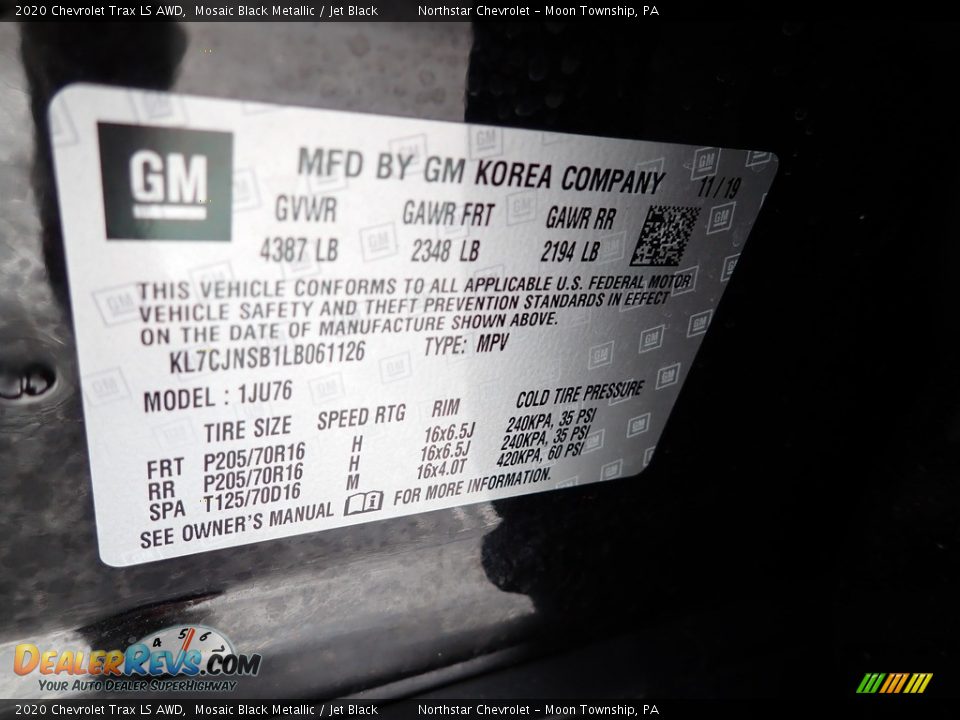 2020 Chevrolet Trax LS AWD, Mosaic Black Metallic / Jet Black Northstar Chevrolet - Moon Township, PA
GM
MFD BY GM KOREA COMPANY 11/19
GVWR GAWR FRT GAWR RR
4387 LB 2348 LB 2194 LB
THIS VEHICLE CONFORMS TO ALL APPLICABLE U.S. FEDERAL MOTOR
VEHICLE SAFETY AND THEFT PREVENTION STANDARDS IN EFFECT
ON THE DATE OF MANUFACTURE SHOWN ABOVE.
KL7CJNSB1LB061126 TYPE: MPV
MODEL : 1JU76
TIRE SIZE SPEED RTG RIM COLD TIRE PRESSURE
FRT P205/70R16 H 16x6.5J 240KPA, 35 PSI
RR P205/70R16 H 16x6.5J 240KPA, 35 PSI
SPA T125/70D16 M 16x4.0T 420KPA, 60 PSI
SEE OWNER'S MANUAL FOR MORE INFORMATION.
4 5 6
DEALERREVS.COM
Your Auto Dealer SuperHighway
2020 Chevrolet Trax LS AWD, Mosaic Black Metallic / Jet Black Northstar Chevrolet - Moon Township, PA